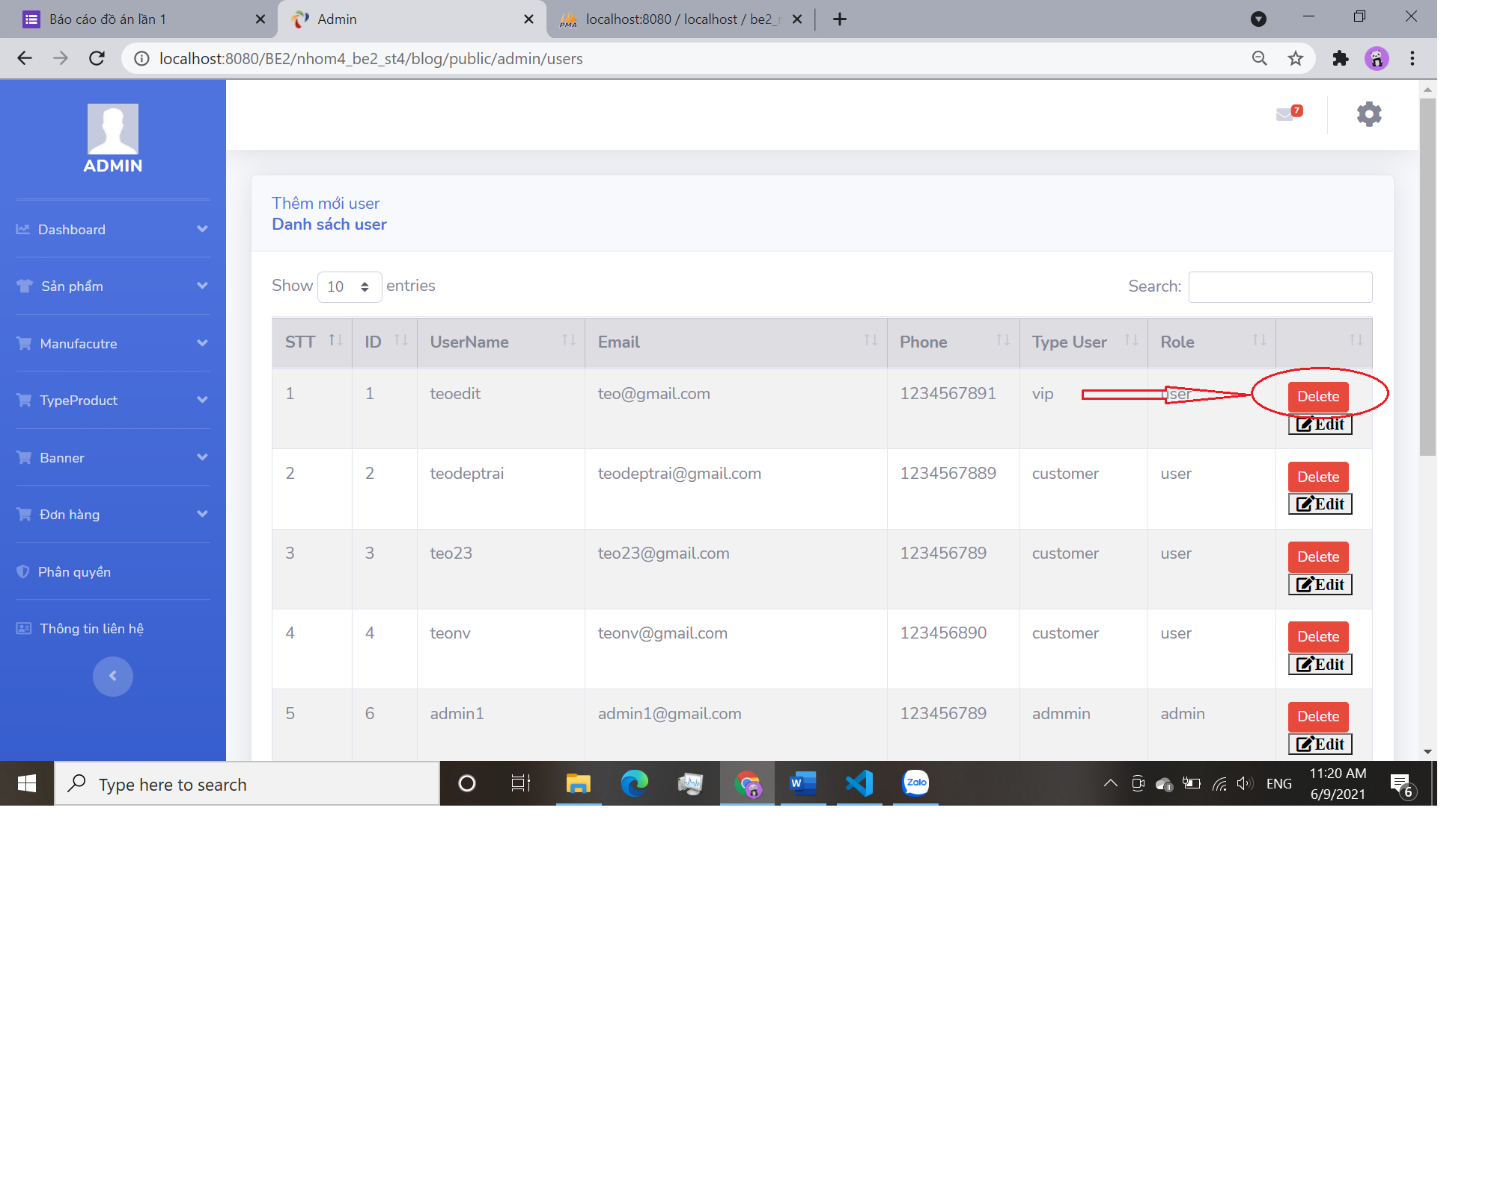 Báo cáo đồ án lần 1
Admin
localhost:8080 / localhost / be2_
localhost:8080/BE2/nhom4_be2_st4/blog/public/admin/users
ADMIN
Dashboard
Sản phẩm
Manufacutre
TypeProduct
Banner
Đơn hàng
Phân quyền
Thông tin liên hệ
7
Thêm mới user
Danh sách user
Show 10 entries
Search:
STT ID UserName Email Phone Type User Role
1 1 teoedit teo@gmail.com 1234567891 vip user Delete
Edit
2 2 teodeptrai teodeptrai@gmail.com 1234567889 customer user Delete
Edit
3 3 teo23 teo23@gmail.com 123456789 customer user Delete
Edit
4 4 teonv teonv@gmail.com 123456890 customer user Delete
Edit
5 6 admin1 admin1@gmail.com 123456789 admmin admin Delete
Edit
Type here to search
Zalo
ENG
11:20 AM
6/9/2021
6